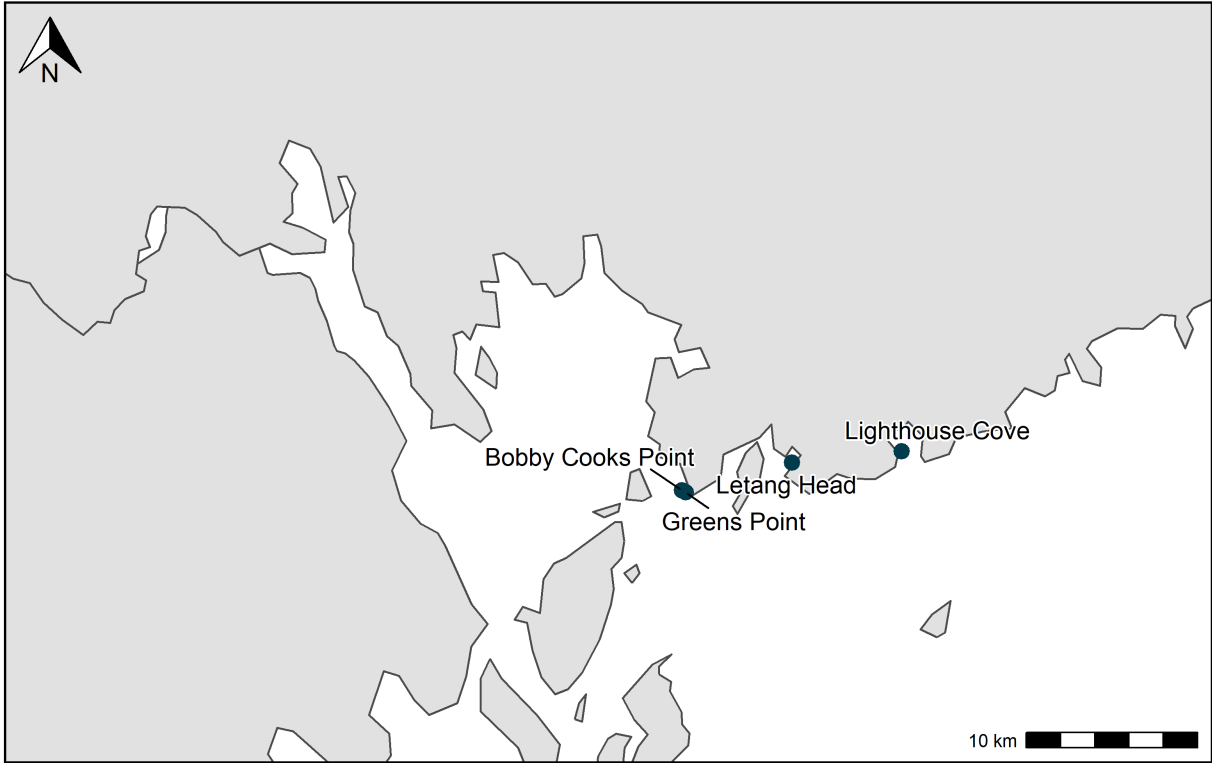 N
Lighthouse Cove
Bobby Cooks Point
Letang Head
Greens Point
10 km